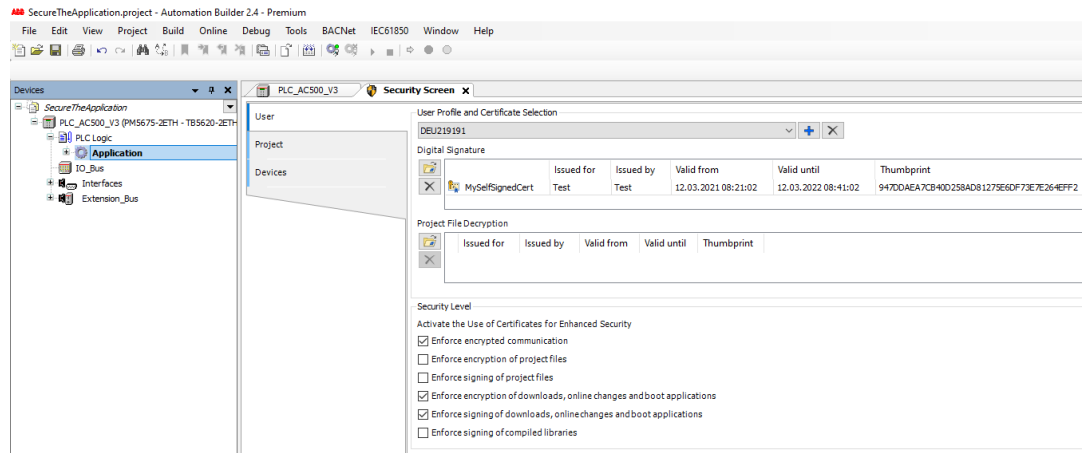 ABB SecureTheApplication.project - Automation Builder 2.4 - Premium
File Edit View Project Build Online Debug Tools BACNet IEC61850 Window Help
Devices
PLC_AC500_V3 Security Screen
SecureTheApplication
PLC_AC500_V3 (PM5675-2ETH - TB5620-2ETH
PLC Logic
Application
IO_Bus
Interfaces
Extension_Bus
User
Project
Devices
User Profile and Certificate Selection
DEU219191
Digital Signature
Issued for Issued by Valid from Valid until Thumbprint
MySelfSignedCert Test Test 12.03.2021 08:21:02 12.03.2022 08:41:02 947DDAEA7CB40D258AD81275E6DF73E7E264EFF2
Project File Decryption
Issued for Issued by Valid from Valid until Thumbprint
Security Level
Activate the Use of Certificates for Enhanced Security
Enforce encrypted communication
Enforce encryption of project files
Enforce signing of project files
Enforce encryption of downloads, online changes and boot applications
Enforce signing of downloads, online changes and boot applications
Enforce signing of compiled libraries